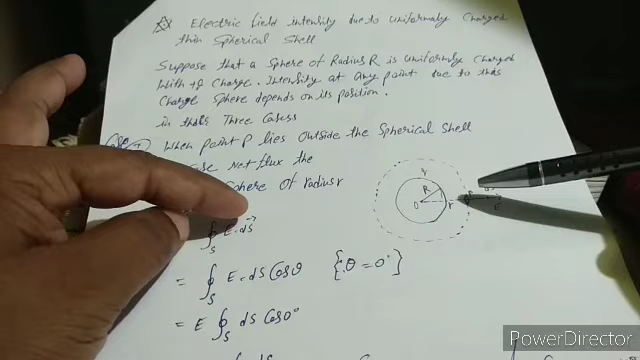 Electric field intensity due to uniformaly Charged
thin Spherical Shell
Suppose that a Sphere of Radius R is uniformly Charged
with +q Charge. Intensity at any point due to this
Charge Sphere depends on its position.
in this Three Cases
Case I When point P lies outside the Spherical Shell
Net flux the
Sphere of radius r
∮ E⃗.dS⃗
S
= ∮ E.dS Cosθ {∵ θ = 0°}
S
= E ∮ dS Cos0°
S
R
O
r
E
PowerDirector